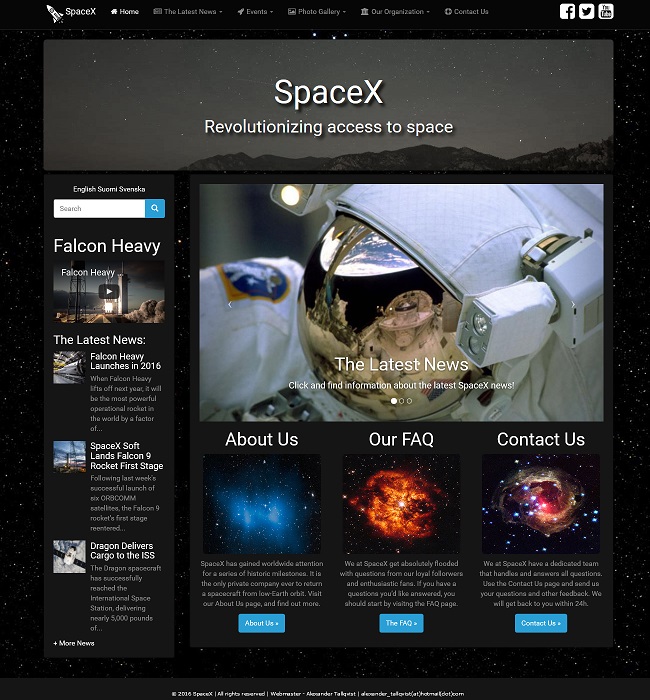 SpaceX Home The Latest News Events Photo Gallery Our Organization Contact Us
SpaceX
Revolutionizing access to space
English Suomi Svenska
Search
Falcon Heavy
Falcon Heavy ...
The Latest News:
Falcon Heavy
Launches in 2016
When Falcon Heavy
lifts off next year, it will
be the most powerful
operational rocket in
the world by a factor
of...
SpaceX Soft
Lands Falcon 9
Rocket First Stage
Following last week's
successful launch of
six ORBCOMM
satellites, the Falcon 9
rocket's first stage
reentered...
Dragon Delivers
Cargo to the ISS
The Dragon spacecraft
has successfully
reached the
International Space
Station, delivering
nearly 5,000 pounds
of...
+ More News
The Latest News
Click and find information about the latest SpaceX news!
About Us
SpaceX has gained worldwide attention
for a series of historic milestones. It is
the only private company ever to return
a spacecraft from low-Earth orbit. Visit
our About Us page, and find out more.
About Us »
Our FAQ
We at SpaceX get absolutely flooded
with questions from our loyal followers
and enthusiastic fans. If you have a
questions you'd like answered, you
should start by visitng the FAQ page.
The FAQ »
Contact Us
We at SpaceX have a dedicated team
that handles and answers all questions.
Use the Contact Us page and send us
your questions and other feedback. We
will get back to you within 24h.
Contact Us »
© 2016 SpaceX | All rights reserved | Webmaster - Alexander Tallqvist | alexander_tallqvist(at)hotmail(dot)com